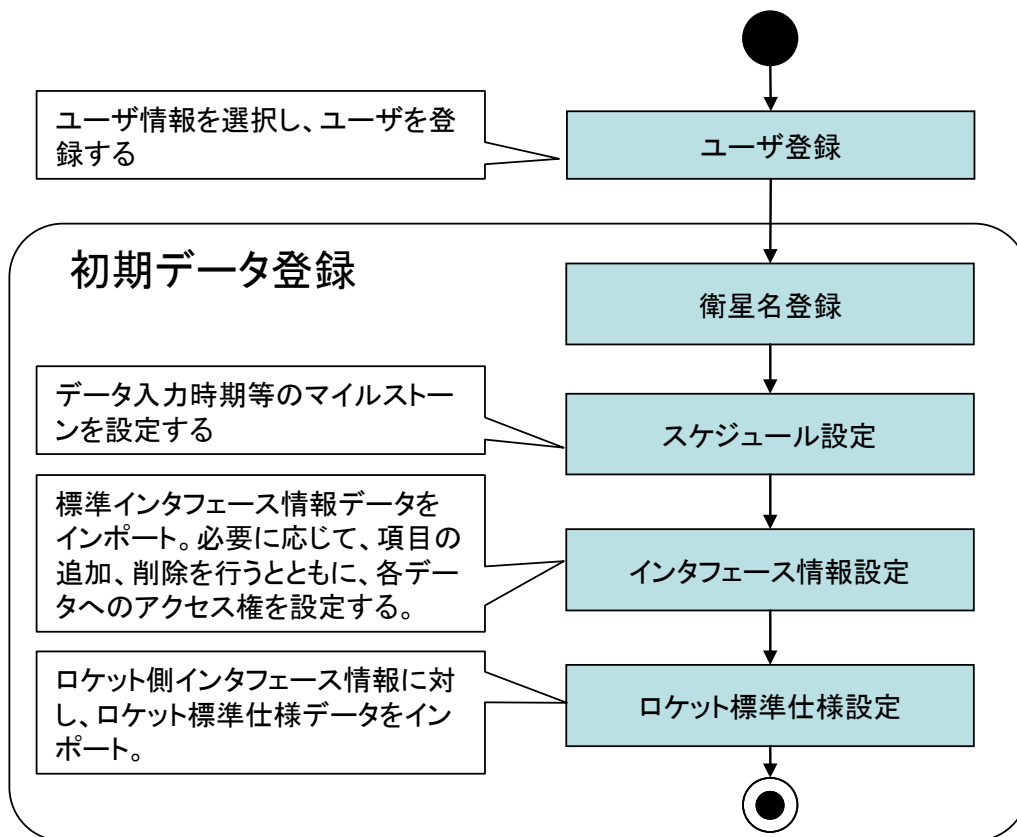 ユーザ情報を選択し、ユーザを登
録する
ユーザ登録
初期データ登録
衛星名登録
データ入力時期等のマイルストー
ンを設定する
スケジュール設定
標準インタフェース情報データを
インポート。必要に応じて、項目の
追加、削除を行うとともに、各デー
タへのアクセス権を設定する。
インタフェース情報設定
ロケット側インタフェース情報に対
し、ロケット標準仕様データをイン
ポート。
ロケット標準仕様設定